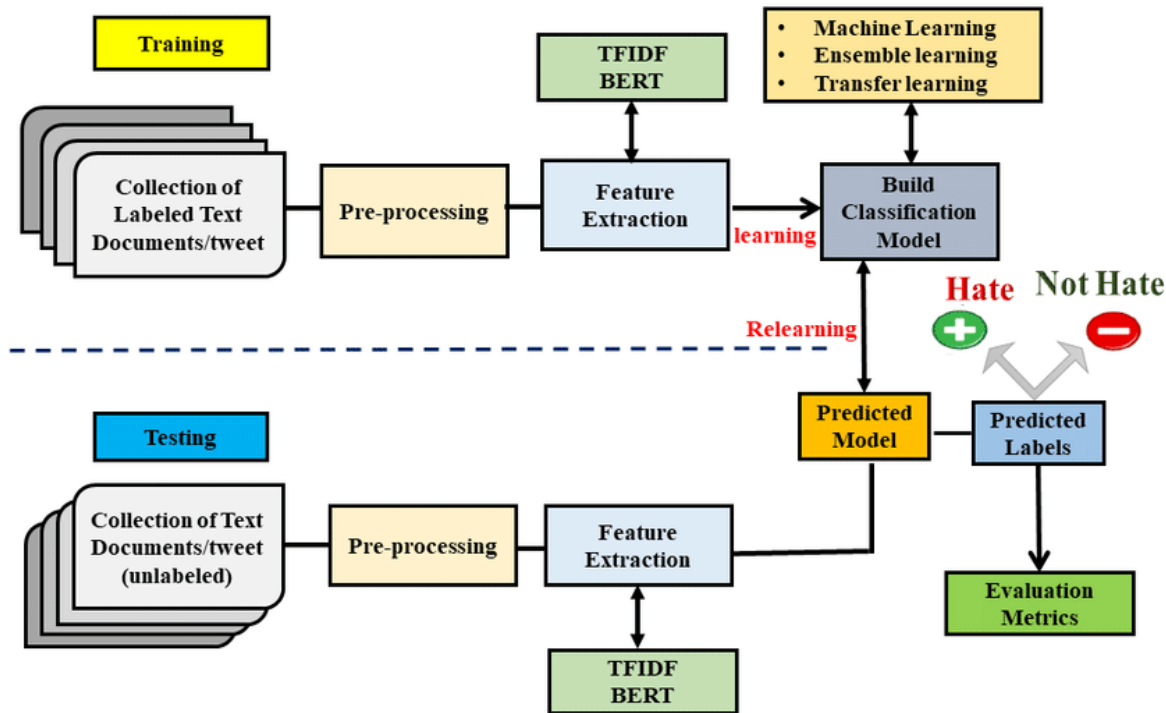 Training
TFIDF
BERT
• Machine Learning
• Ensemble learning
• Transfer learning
Collection of
Labeled Text
Documents/tweet
Pre-processing
Feature
Extraction
learning
Build
Classification
Model
Relearning
Hate
Not Hate
Testing
Predicted
Model
Predicted
Labels
Collection of Text
Documents/tweet
(unlabeled)
Pre-processing
Feature
Extraction
Evaluation
Metrics
TFIDF
BERT